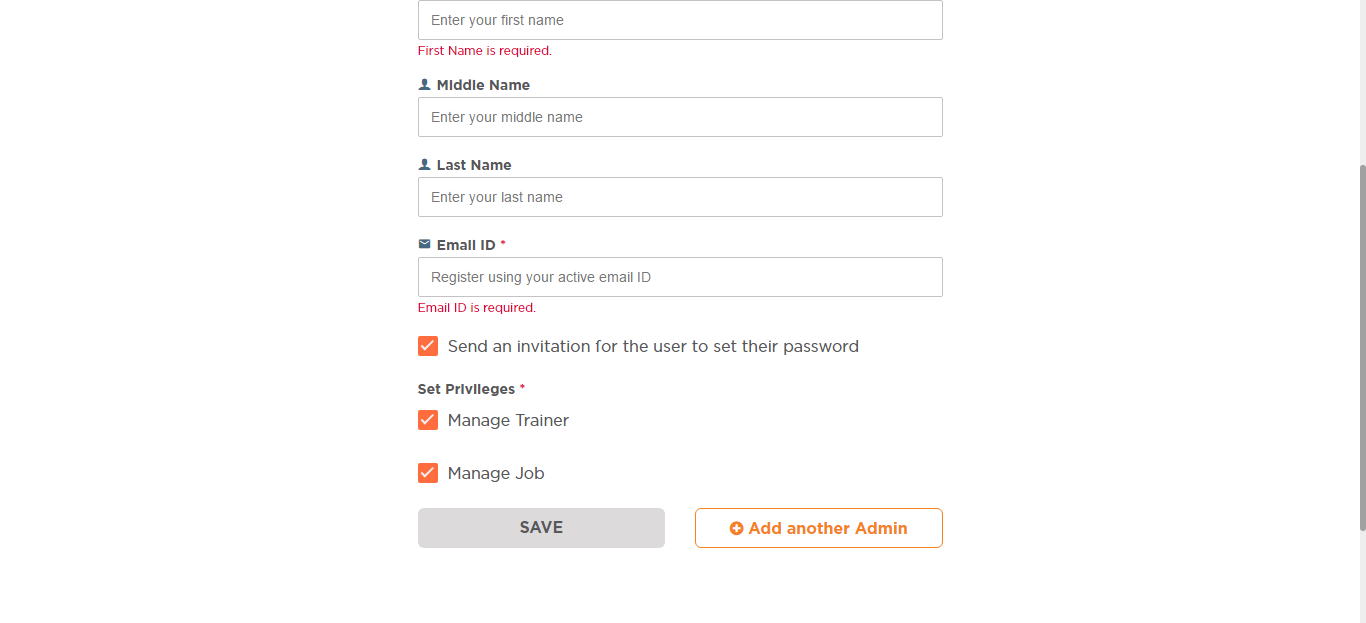 Enter your first name
First Name is required.
Middle Name
Enter your middle name
Last Name
Enter your last name
Email ID *
Register using your active email ID
Email ID is required.
Send an invitation for the user to set their password
Set Privileges *
Manage Trainer
Manage Job
SAVE
Add another Admin